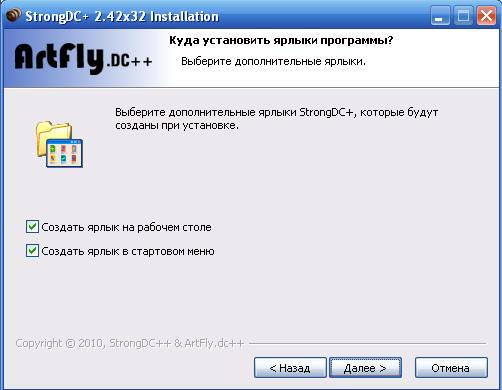 StrongDC+ 2.42x32 Installation
ArtFly.DC++
Куда установить ярлыки программы?
Выберите дополнительные ярлыки.
Выберите дополнительные ярлыки StrongDC+, которые будут
созданы при установке.
Создать ярлык на рабочем столе
Создать ярлык в стартовом меню
Copyright © 2010, StrongDC++ & ArtFly.dc++
< Назад
Далее >
Отмена